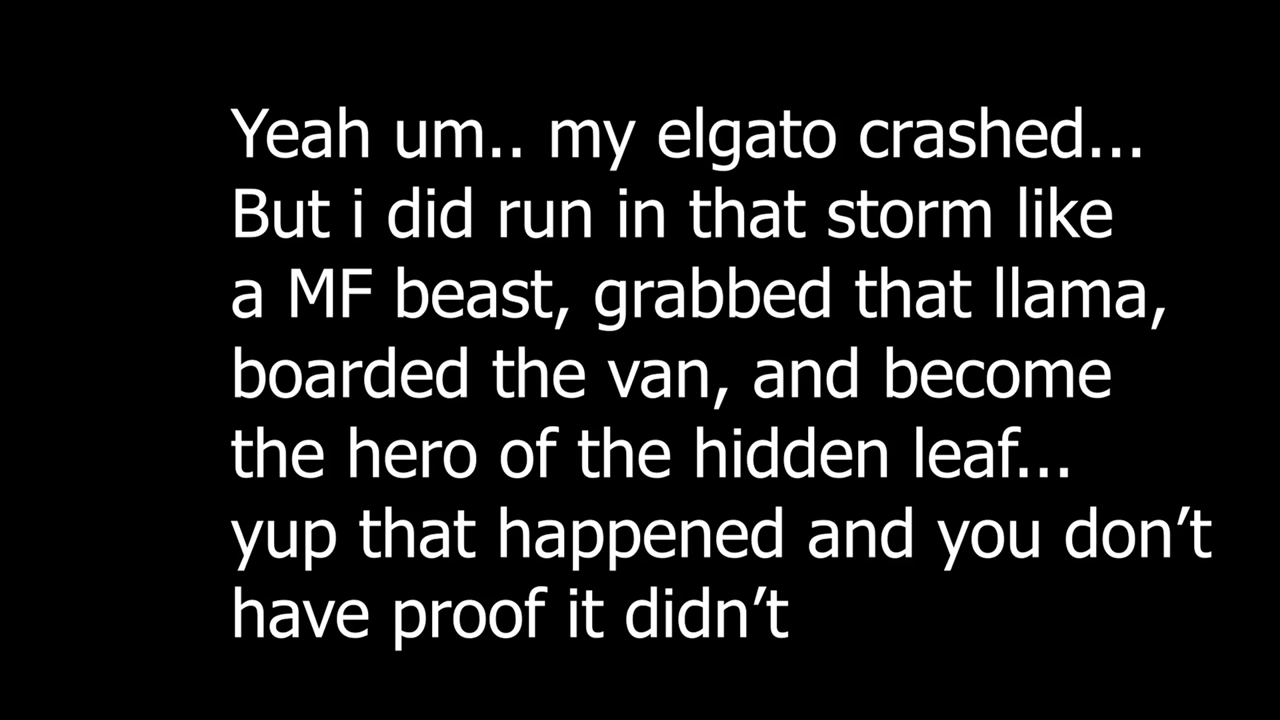 Yeah um.. my elgato crashed...
But i did run in that storm like
a MF beast, grabbed that llama,
boarded the van, and become
the hero of the hidden leaf...
yup that happened and you don’t
have proof it didn’t